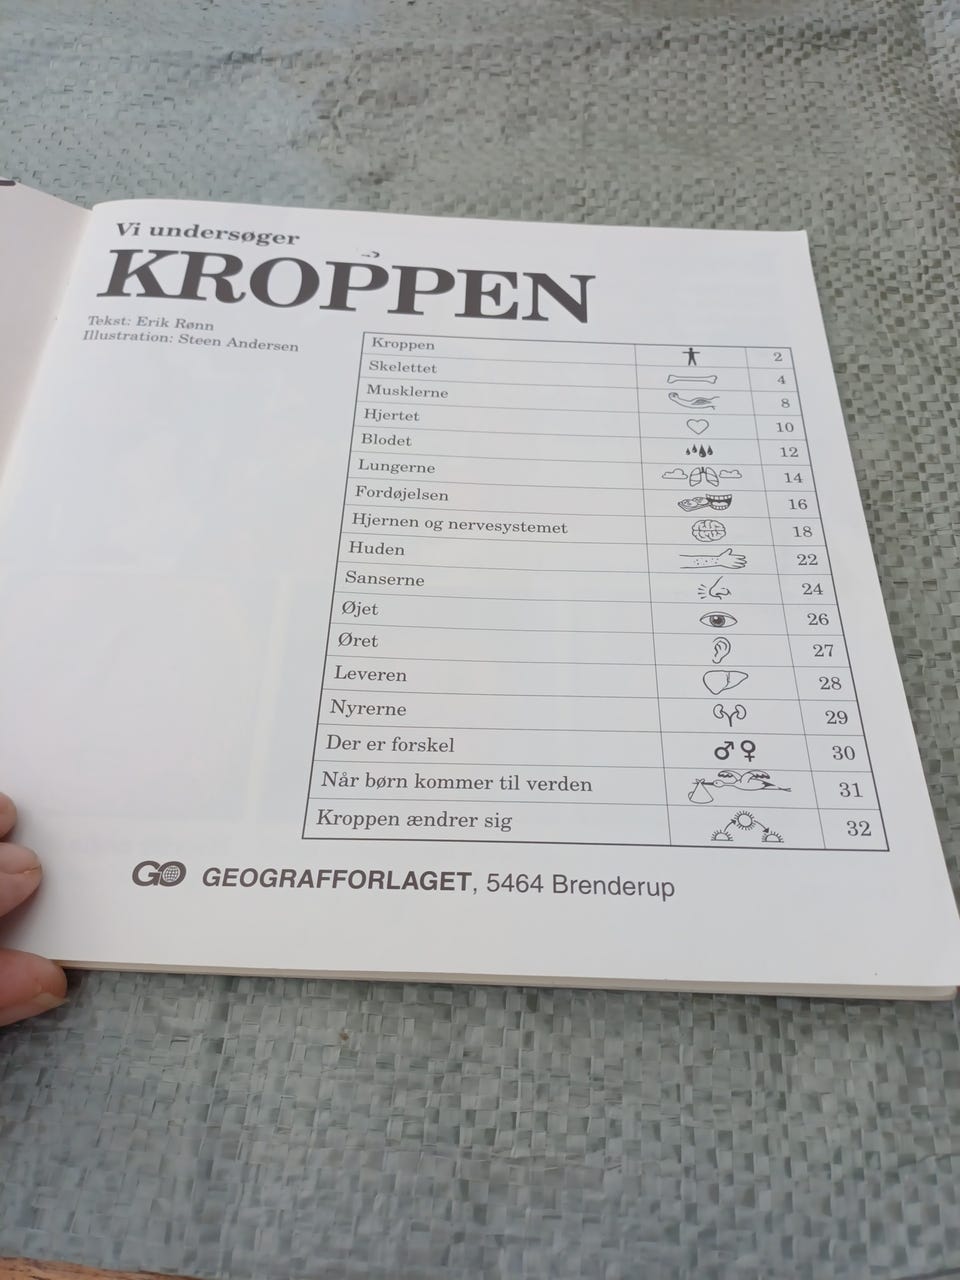 Vi undersøger
KROPPEN
Tekst: Erik Rønn
Illustration: Steen Andersen
Kroppen 2
Skelettet 4
Musklerne 8
Hjertet 10
Blodet 12
Lungerne 14
Fordøjelsen 16
Hjernen og nervesystemet 18
Huden 22
Sanserne 24
Øjet 26
Øret 27
Leveren 28
Nyrerne 29
Der er forskel ♂♀ 30
Når børn kommer til verden 31
Kroppen ændrer sig 32
GO GEOGRAFFORLAGET, 5464 Brenderup